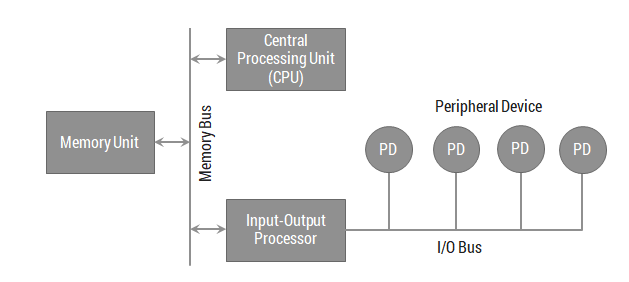 Central
Processing Unit
(CPU)
Memory Unit
Memory Bus
Peripheral Device
PD
PD
PD
PD
Input-Output
Processor
I/O Bus